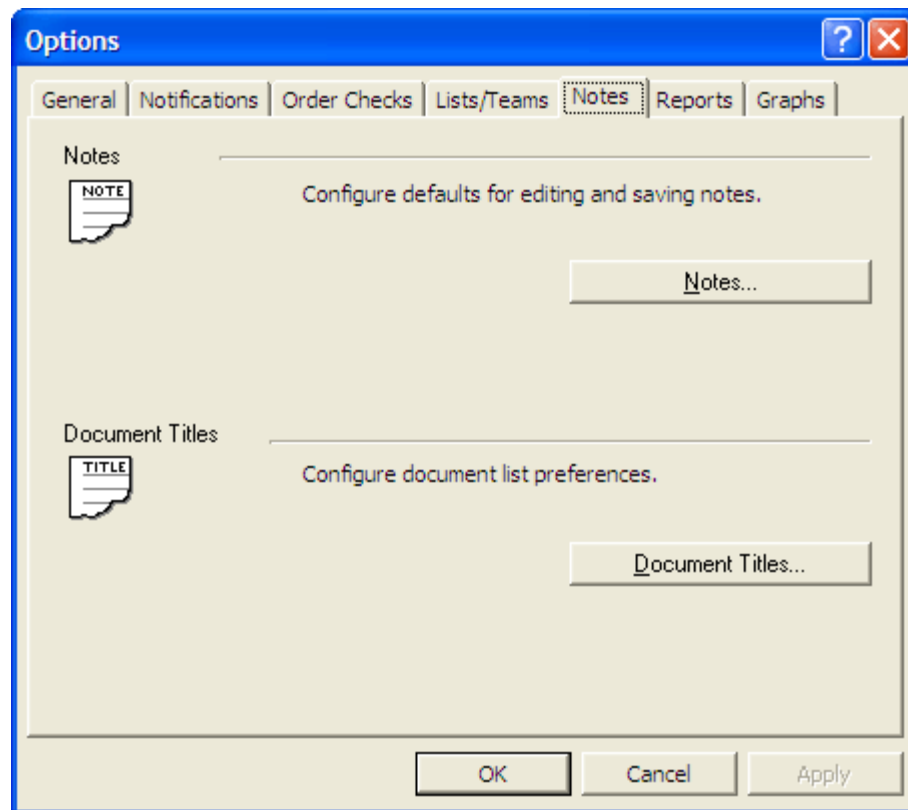 Options
General Notifications Order Checks Lists/Teams Notes Reports Graphs
Notes
NOTE
Configure defaults for editing and saving notes.
Notes...
Document Titles
TITLE
Configure document list preferences.
Document Titles...
OK Cancel Apply